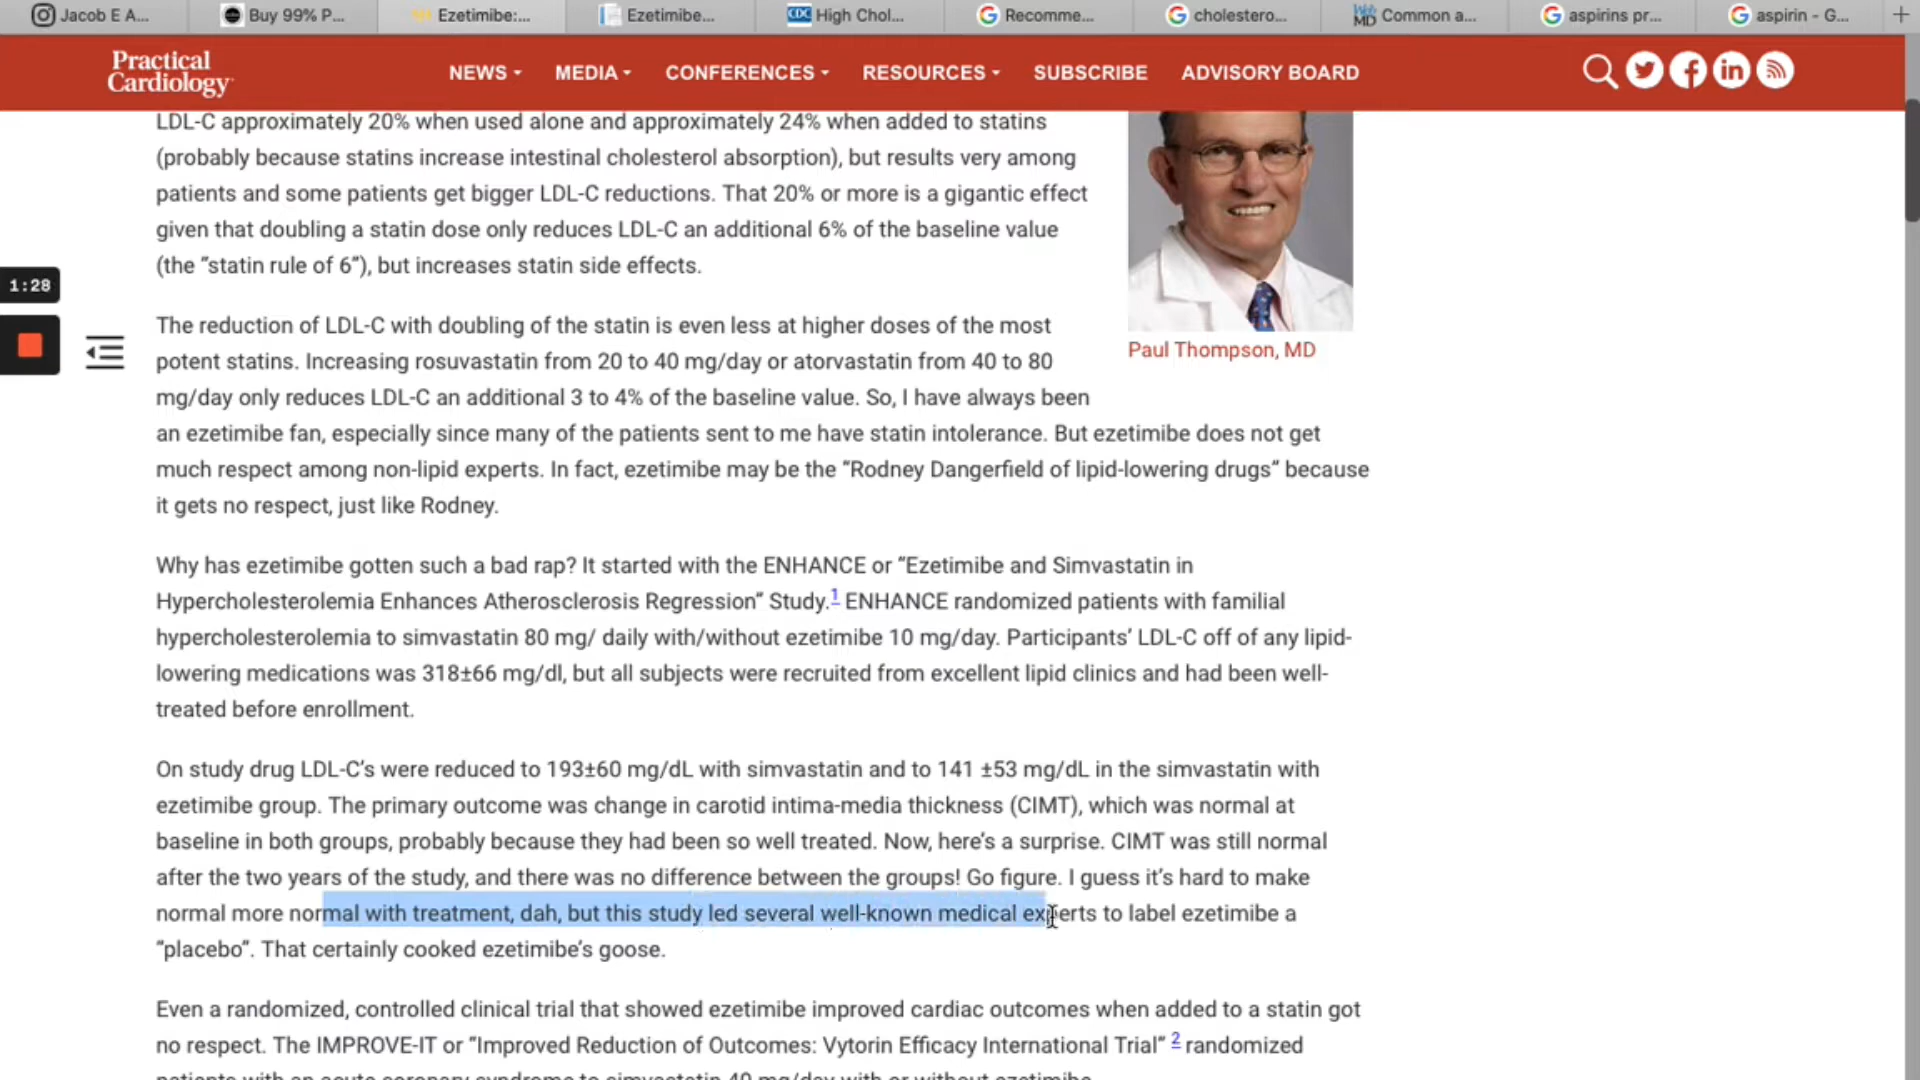 Jacob E A...
Buy 99% P...
Ezetimibe:...
Ezetimibe...
CDC High Chol...
Recomme...
cholestero...
Web MD Common a...
aspirins pr...
aspirin - G...
Practical
Cardiology
NEWS MEDIA CONFERENCES RESOURCES SUBSCRIBE ADVISORY BOARD
1:28
LDL-C approximately 20% when used alone and approximately 24% when added to statins
(probably because statins increase intestinal cholesterol absorption), but results very among
patients and some patients get bigger LDL-C reductions. That 20% or more is a gigantic effect
given that doubling a statin dose only reduces LDL-C an additional 6% of the baseline value
(the “statin rule of 6”), but increases statin side effects.
Paul Thompson, MD
The reduction of LDL-C with doubling of the statin is even less at higher doses of the most
potent statins. Increasing rosuvastatin from 20 to 40 mg/day or atorvastatin from 40 to 80
mg/day only reduces LDL-C an additional 3 to 4% of the baseline value. So, I have always been
an ezetimibe fan, especially since many of the patients sent to me have statin intolerance. But ezetimibe does not get
much respect among non-lipid experts. In fact, ezetimibe may be the “Rodney Dangerfield of lipid-lowering drugs” because
it gets no respect, just like Rodney.
Why has ezetimibe gotten such a bad rap? It started with the ENHANCE or “Ezetimibe and Simvastatin in
Hypercholesterolemia Enhances Atherosclerosis Regression” Study.1 ENHANCE randomized patients with familial
hypercholesterolemia to simvastatin 80 mg/ daily with/without ezetimibe 10 mg/day. Participants’ LDL-C off of any lipid-
lowering medications was 318±66 mg/dl, but all subjects were recruited from excellent lipid clinics and had been well-
treated before enrollment.
On study drug LDL-C’s were reduced to 193±60 mg/dL with simvastatin and to 141 ±53 mg/dL in the simvastatin with
ezetimibe group. The primary outcome was change in carotid intima-media thickness (CIMT), which was normal at
baseline in both groups, probably because they had been so well treated. Now, here’s a surprise. CIMT was still normal
after the two years of the study, and there was no difference between the groups! Go figure. I guess it’s hard to make
normal more normal with treatment, dah, but this study led several well-known medical experts to label ezetimibe a
“placebo”. That certainly cooked ezetimibe’s goose.
Even a randomized, controlled clinical trial that showed ezetimibe improved cardiac outcomes when added to a statin got
no respect. The IMPROVE-IT or “Improved Reduction of Outcomes: Vytorin Efficacy International Trial” 2 randomized
patients with an acute coronary syndrome to simvastatin 40 mg/day with or without ezetimibe